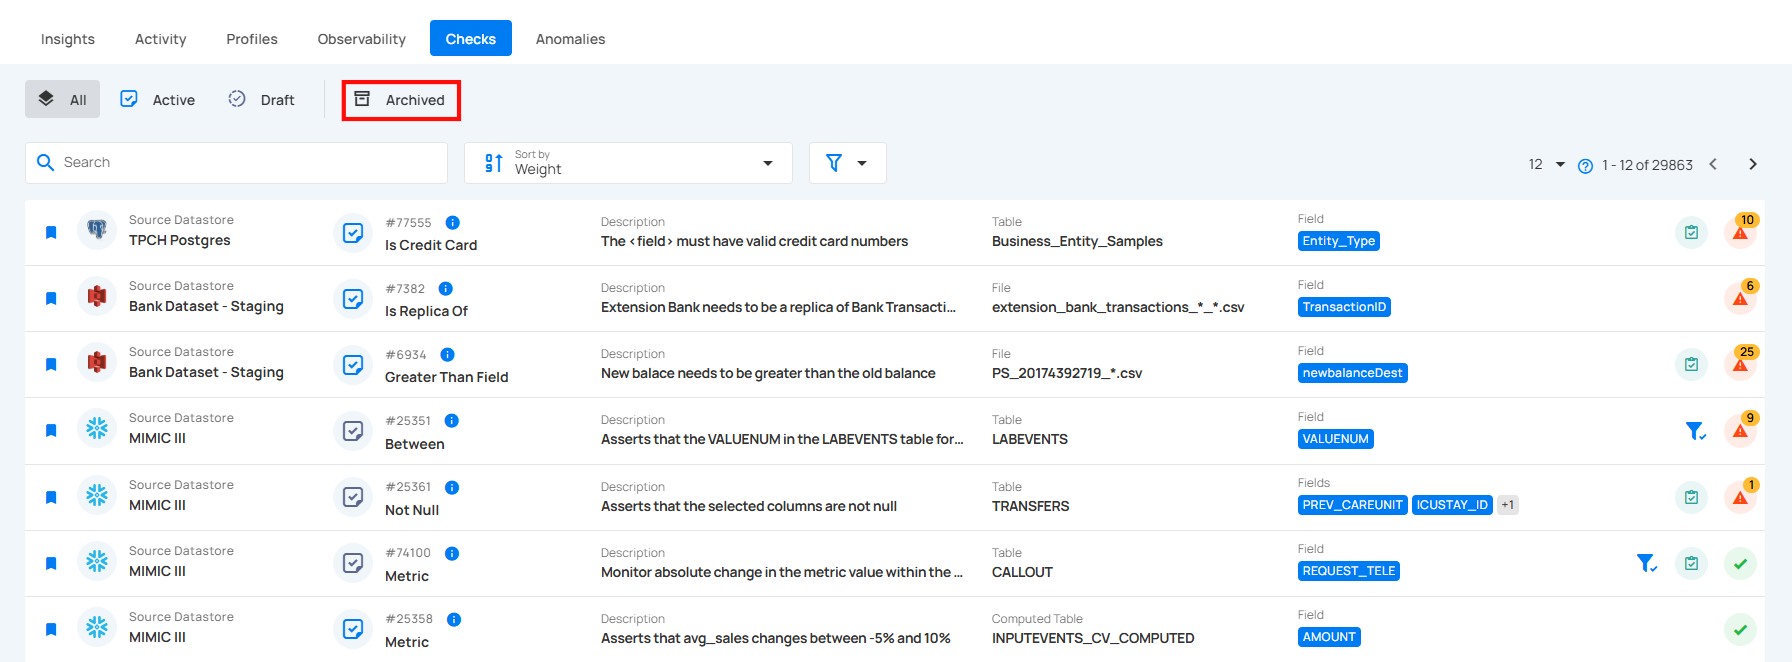 Insights Activity Profiles Observability Checks Anomalies
All Active Draft Archived
Search
Sort by
Weight
12 1 - 12 of 29863
Source Datastore
TPCH Postgres
#77555
Is Credit Card
Description
The <field> must have valid credit card numbers
Table
Business_Entity_Samples
Field
Entity_Type
10
Source Datastore
Bank Dataset - Staging
#7382
Is Replica Of
Description
Extension Bank needs to be a replica of Bank Transacti...
File
extension_bank_transactions_*_*.csv
Field
TransactionID
6
Source Datastore
Bank Dataset - Staging
#6934
Greater Than Field
Description
New balace needs to be greater than the old balance
File
PS_20174392719_*.csv
Field
newbalanceDest
25
Source Datastore
MIMIC III
#25351
Between
Description
Asserts that the VALUENUM in the LABEVENTS table for...
Table
LABEVENTS
Field
VALUENUM
9
Source Datastore
MIMIC III
#25361
Not Null
Description
Asserts that the selected columns are not null
Table
TRANSFERS
Fields
PREV_CAREUNIT ICUSTAY_ID +1
1
Source Datastore
MIMIC III
#74100
Metric
Description
Monitor absolute change in the metric value within the ...
Table
CALLOUT
Field
REQUEST_TELE
Source Datastore
MIMIC III
#25358
Metric
Description
Asserts that avg_sales changes between -5% and 10%
Computed Table
INPUTEVENTS_CV_COMPUTED
Field
AMOUNT